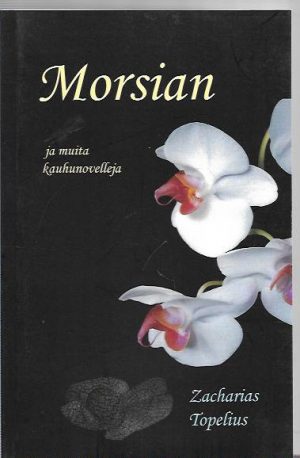 Morsian
ja muita
kauhunovelleja
Zacharias
Topelius